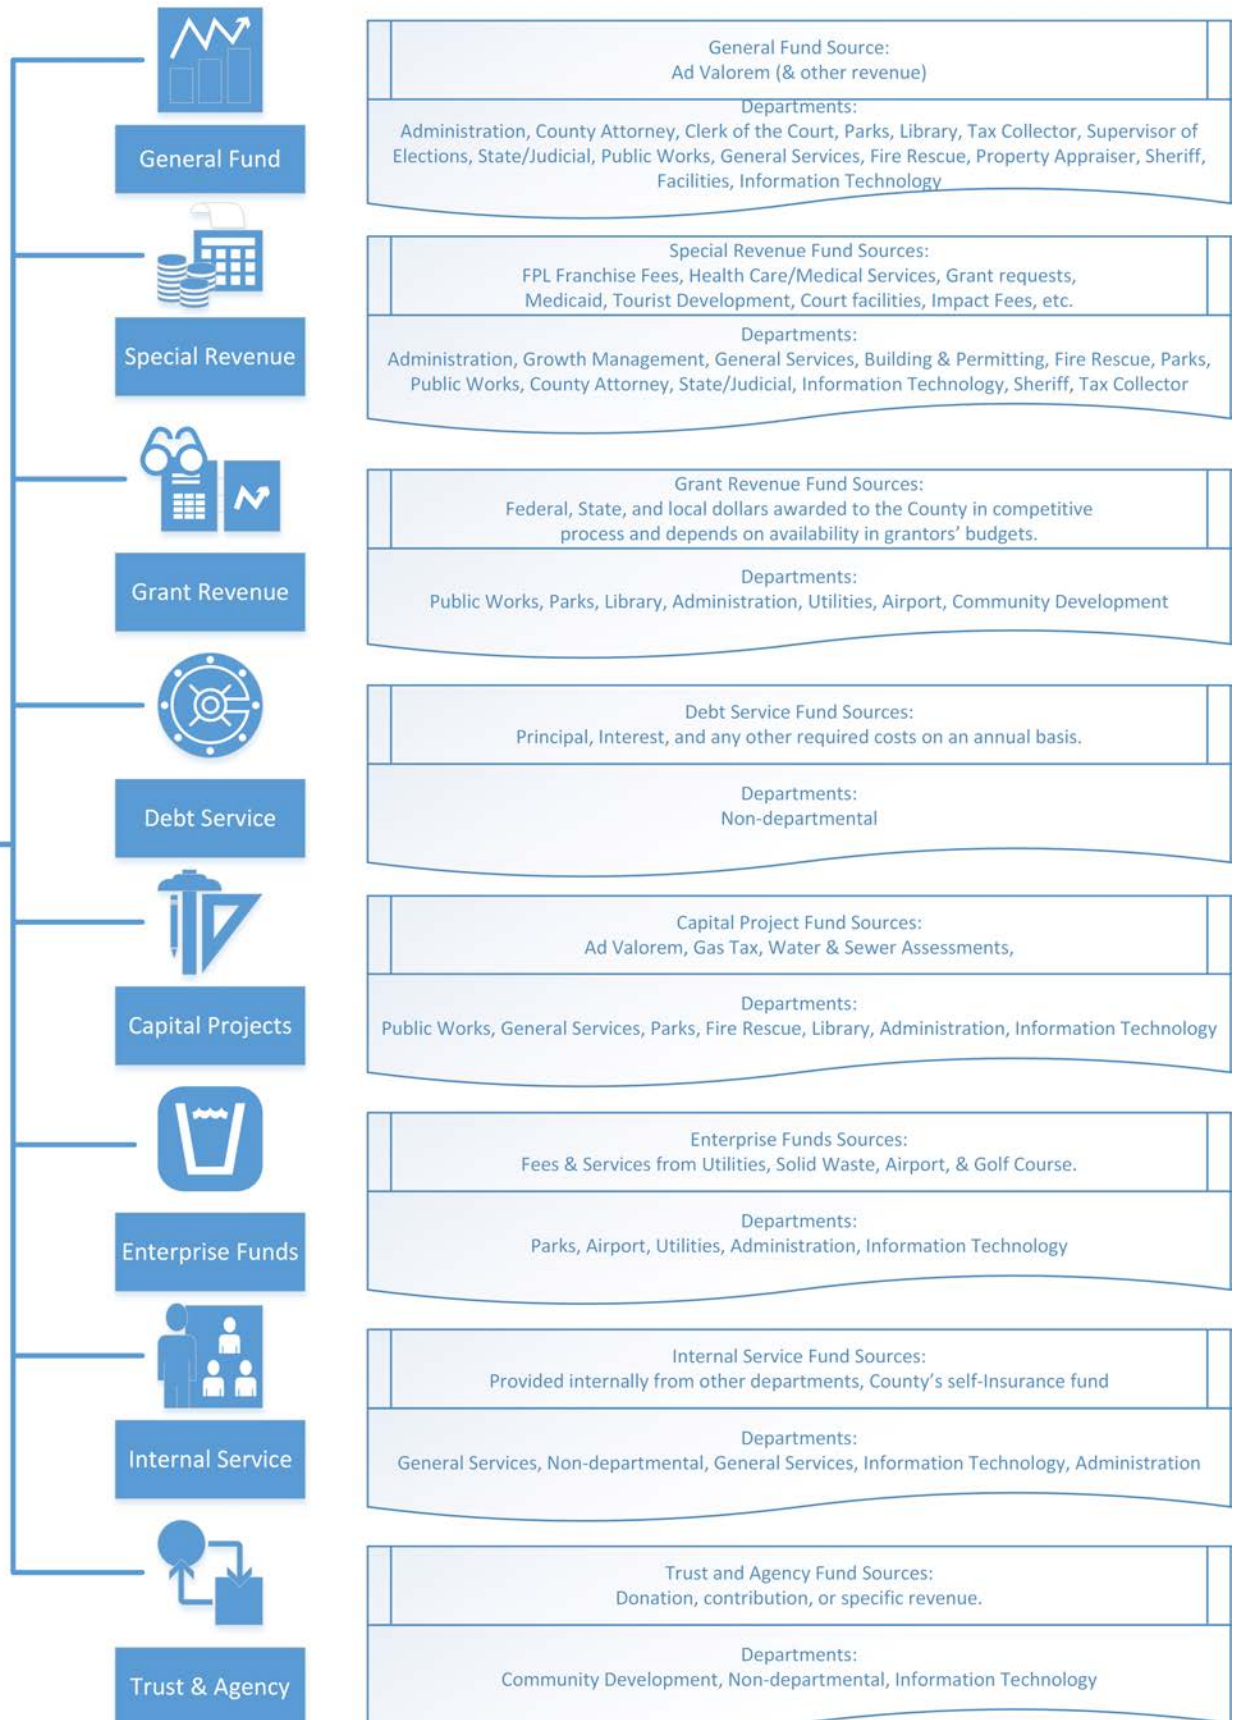 General Fund
General Fund Source:
Ad Valorem (& other revenue)
Departments:
Administration, County Attorney, Clerk of the Court, Parks, Library, Tax Collector, Supervisor of
Elections, State/Judicial, Public Works, General Services, Fire Rescue, Property Appraiser, Sheriff,
Facilities, Information Technology
Special Revenue
Special Revenue Fund Sources:
FPL Franchise Fees, Health Care/Medical Services, Grant requests,
Medicaid, Tourist Development, Court facilities, Impact Fees, etc.
Departments:
Administration, Growth Management, General Services, Building & Permitting, Fire Rescue, Parks,
Public Works, County Attorney, State/Judicial, Information Technology, Sheriff, Tax Collector
Grant Revenue
Grant Revenue Fund Sources:
Federal, State, and local dollars awarded to the County in competitive
process and depends on availability in grantors’ budgets.
Departments:
Public Works, Parks, Library, Administration, Utilities, Airport, Community Development
Debt Service
Debt Service Fund Sources:
Principal, Interest, and any other required costs on an annual basis.
Departments:
Non-departmental
Capital Projects
Capital Project Fund Sources:
Ad Valorem, Gas Tax, Water & Sewer Assessments,
Departments:
Public Works, General Services, Parks, Fire Rescue, Library, Administration, Information Technology
Enterprise Funds
Enterprise Funds Sources:
Fees & Services from Utilities, Solid Waste, Airport, & Golf Course.
Departments:
Parks, Airport, Utilities, Administration, Information Technology
Internal Service
Internal Service Fund Sources:
Provided internally from other departments, County’s self-Insurance fund
Departments:
General Services, Non-departmental, General Services, Information Technology, Administration
Trust & Agency
Trust and Agency Fund Sources:
Donation, contribution, or specific revenue.
Departments:
Community Development, Non-departmental, Information Technology